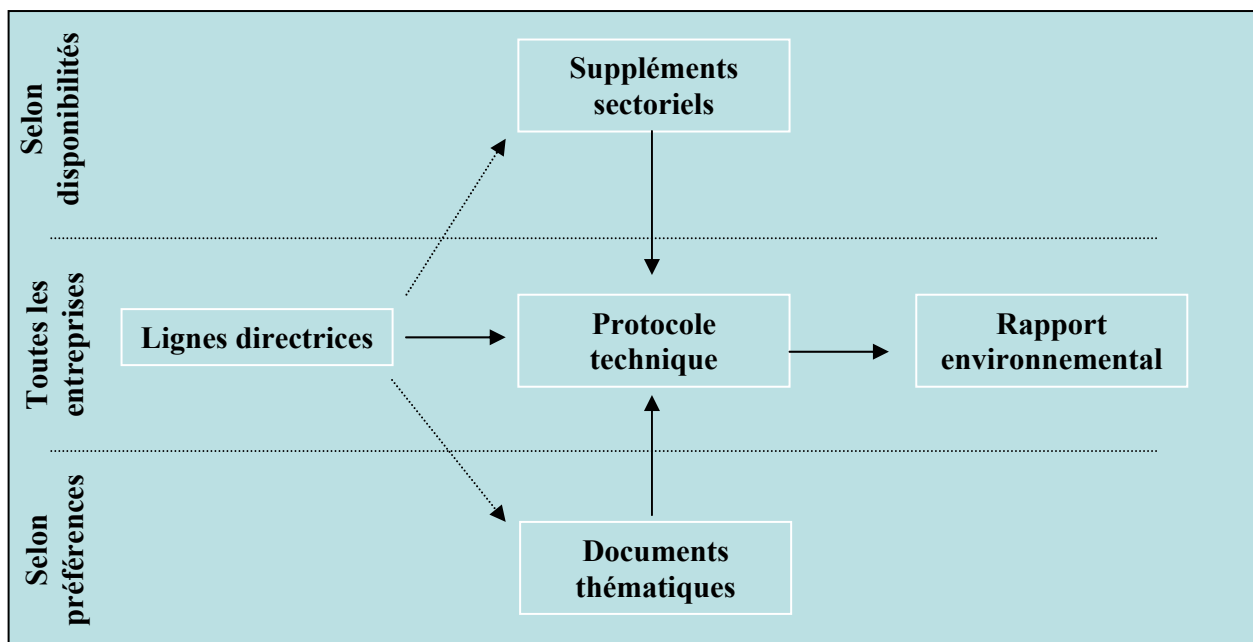 Selon
disponibilités
Suppléments
sectoriels
Toutes les
entreprises
Lignes directrices
Protocole
technique
Rapport
environnemental
Selon
préférences
Documents
thématiques